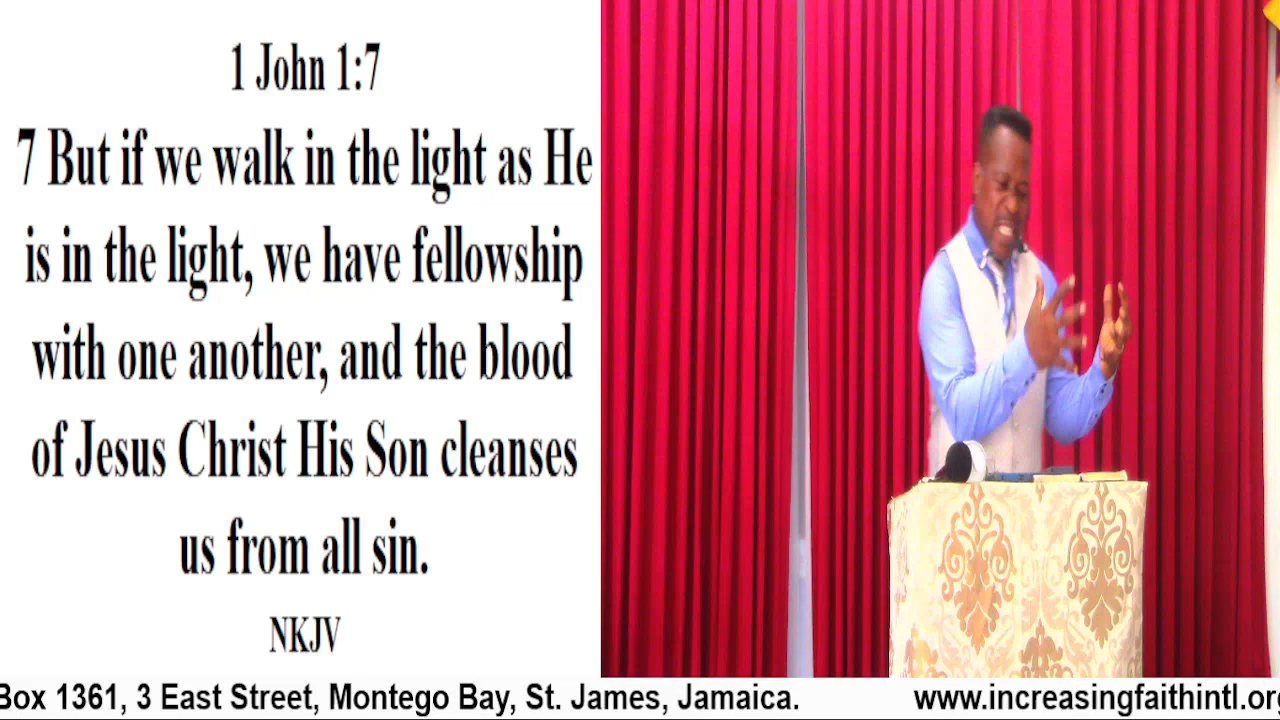 1 John 1:7
7 But if we walk in the light as He
is in the light, we have fellowship
with one another, and the blood
of Jesus Christ His Son cleanses
us from all sin.
NKJV
Box 1361, 3 East Street, Montego Bay, St. James, Jamaica. www.increasingfaithintl.org